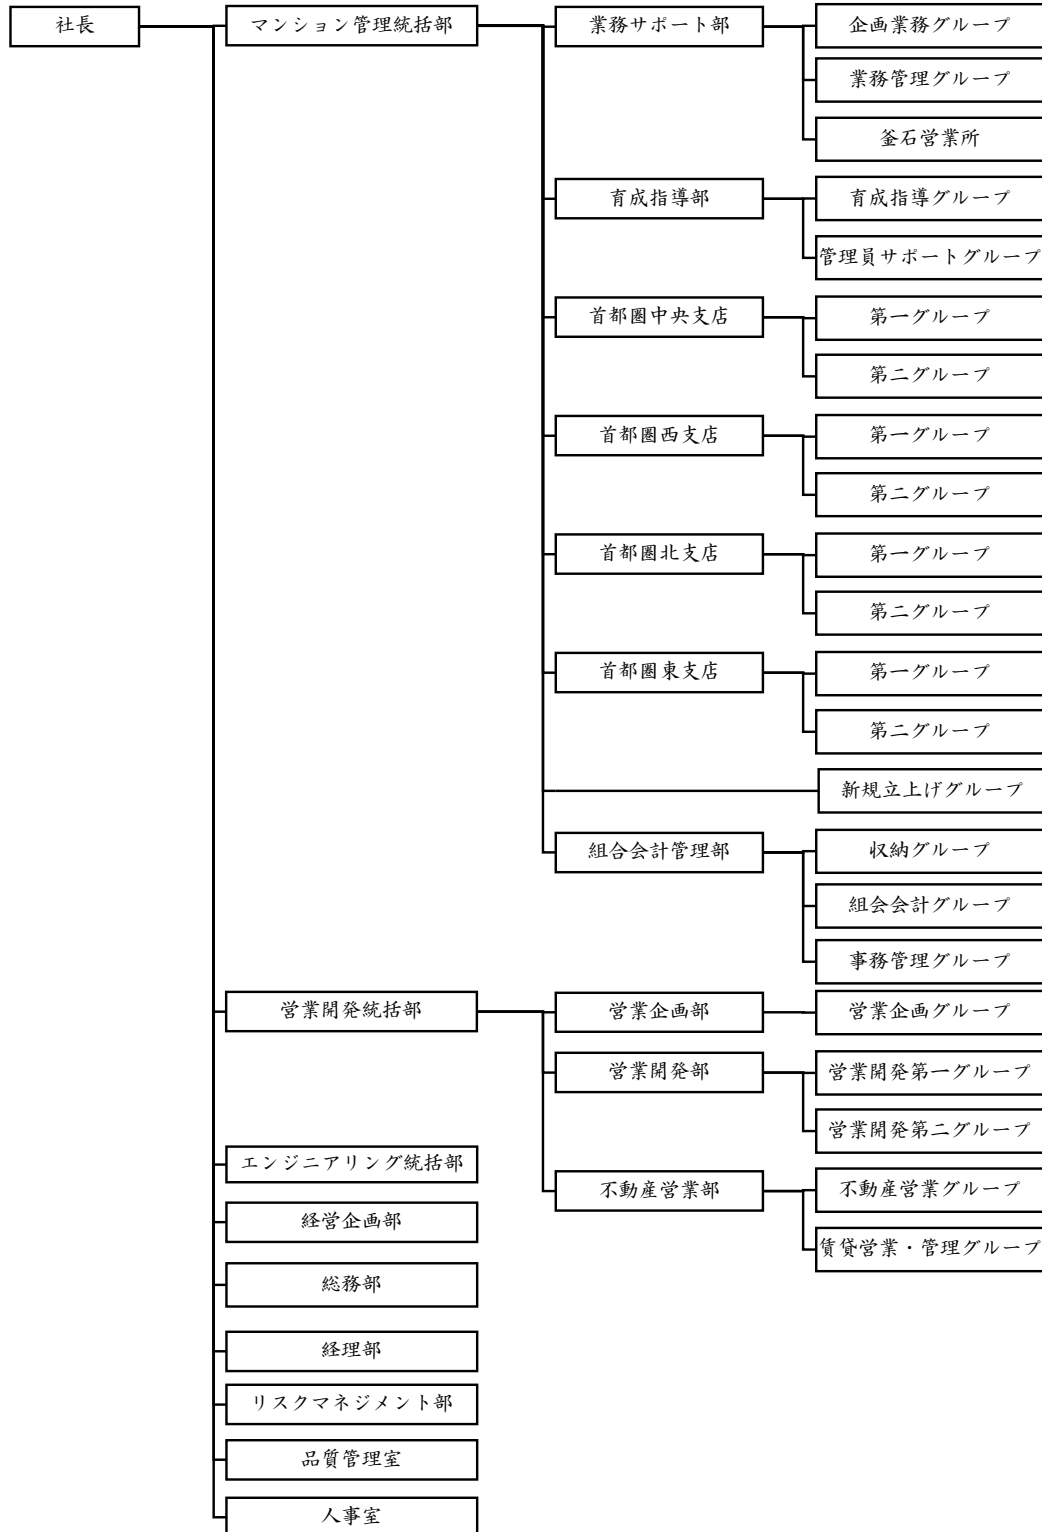 社長
マンション管理統括部
業務サポート部
企画業務グループ
業務管理グループ
釜石営業所
育成指導部
育成指導グループ
管理員サポートグループ
首都圏中央支店
第一グループ
第二グループ
首都圏西支店
第一グループ
第二グループ
首都圏北支店
第一グループ
第二グループ
首都圏東支店
第一グループ
第二グループ
新規立上げグループ
組合会計管理部
収納グループ
組会会計グループ
事務管理グループ
営業開発統括部
営業企画部
営業企画グループ
営業開発部
営業開発第一グループ
営業開発第二グループ
不動産営業部
不動産営業グループ
賃貸営業・管理グループ
エンジニアリング統括部
経営企画部
総務部
経理部
リスクマネジメント部
品質管理室
人事室